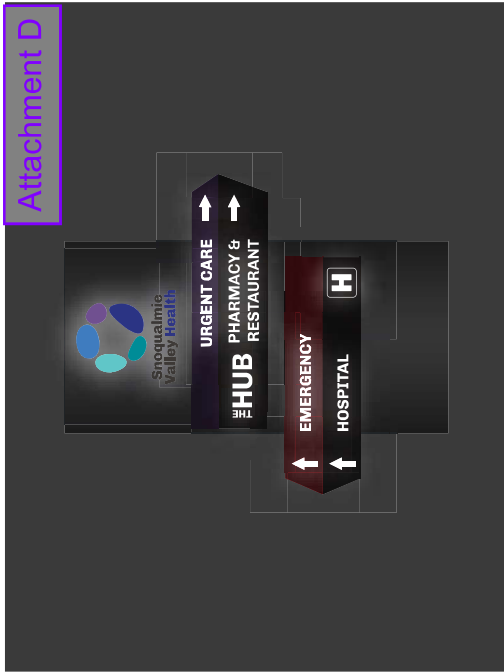 Attachment D
Snoqualmie
Valley Health
URGENT CARE
THE HUB PHARMACY &
RESTAURANT
EMERGENCY
H
HOSPITAL